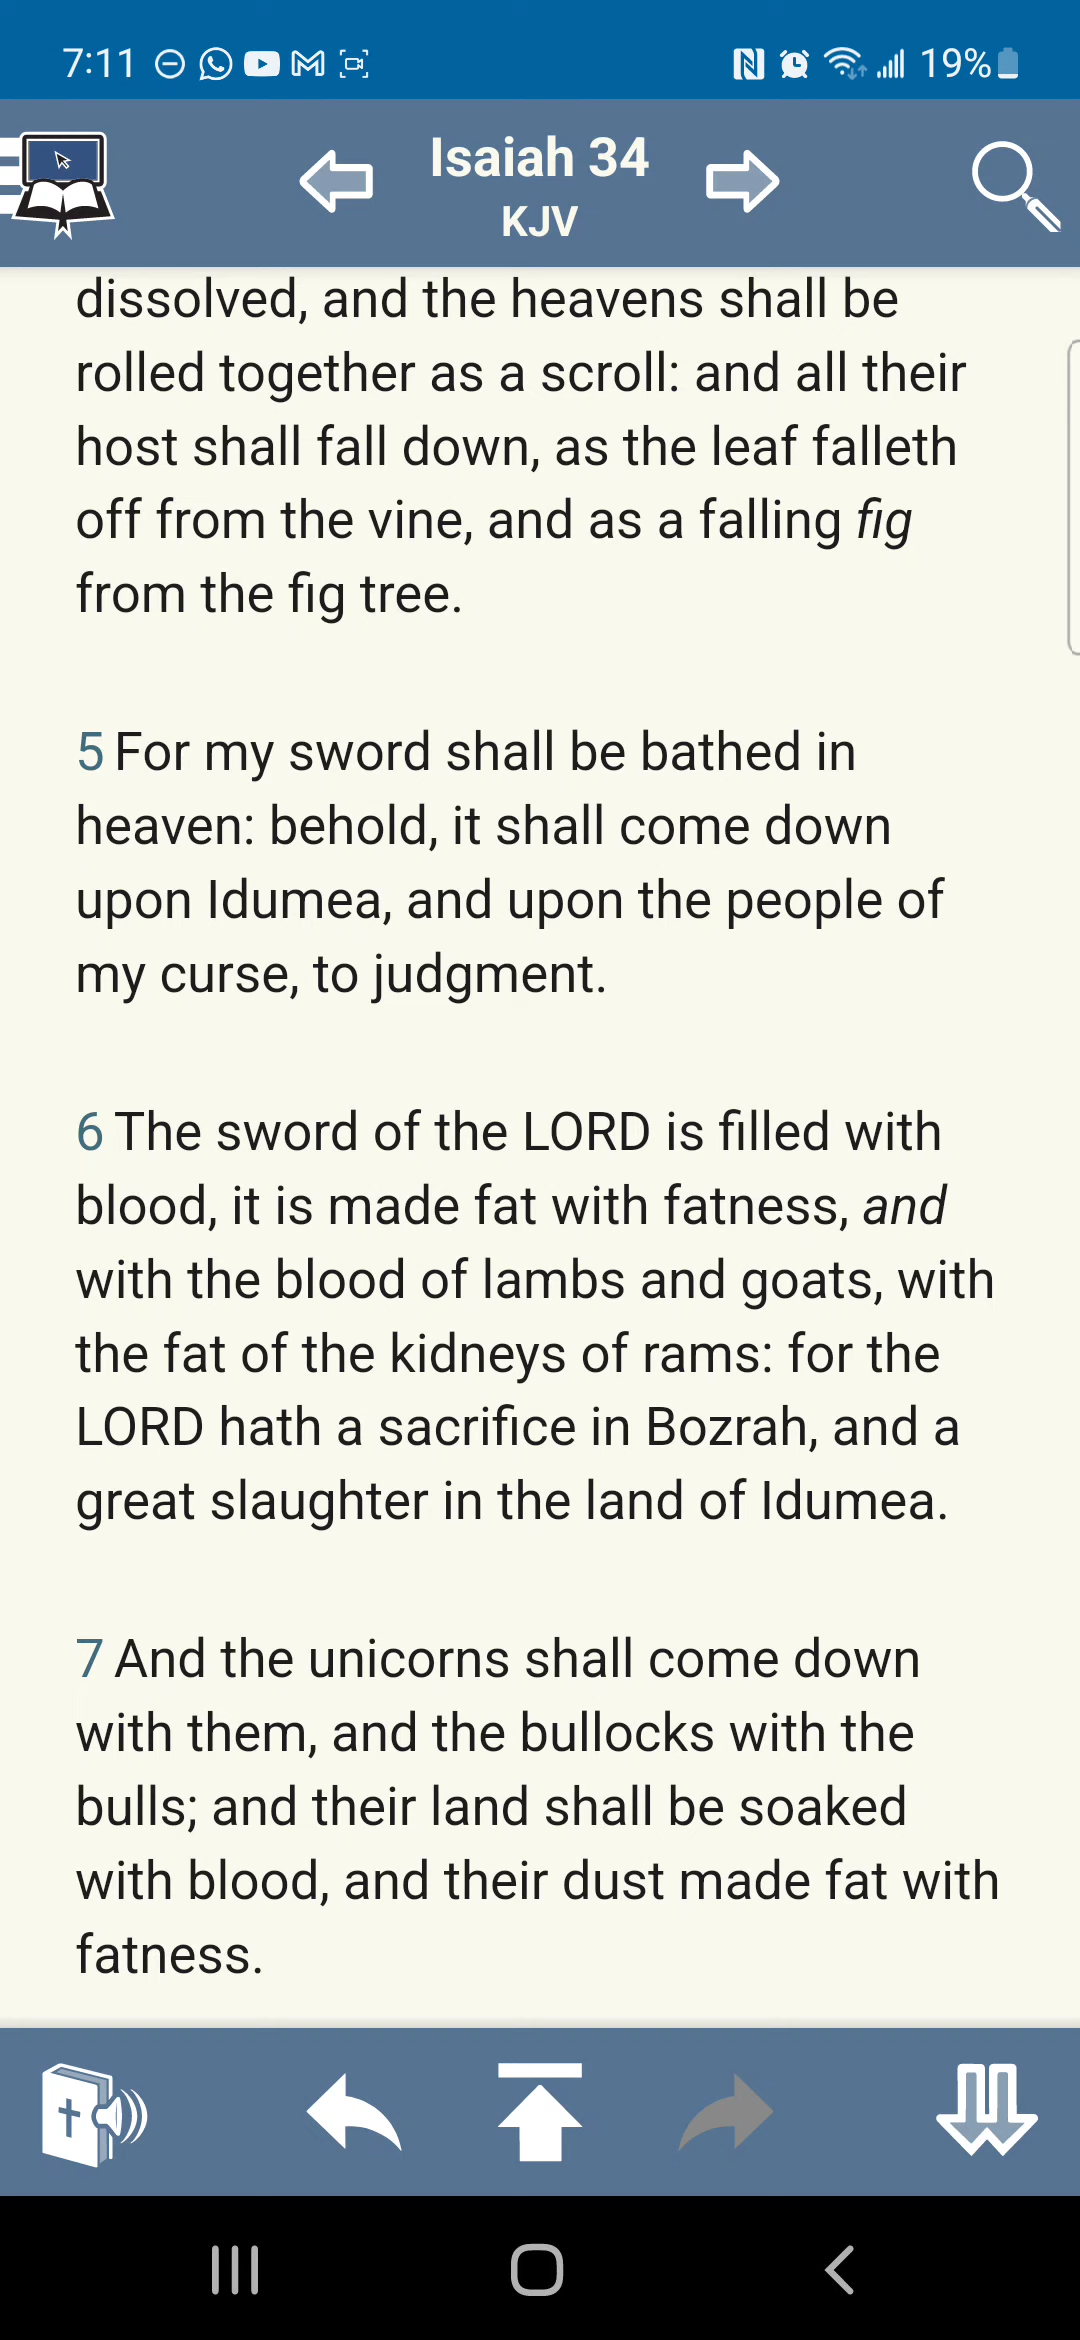 7:11
19%
Isaiah 34
KJV
dissolved, and the heavens shall be
rolled together as a scroll: and all their
host shall fall down, as the leaf falleth
off from the vine, and as a falling fig
from the fig tree.
5 For my sword shall be bathed in
heaven: behold, it shall come down
upon Idumea, and upon the people of
my curse, to judgment.
6 The sword of the LORD is filled with
blood, it is made fat with fatness, and
with the blood of lambs and goats, with
the fat of the kidneys of rams: for the
LORD hath a sacrifice in Bozrah, and a
great slaughter in the land of Idumea.
7 And the unicorns shall come down
with them, and the bullocks with the
bulls; and their land shall be soaked
with blood, and their dust made fat with
fatness.